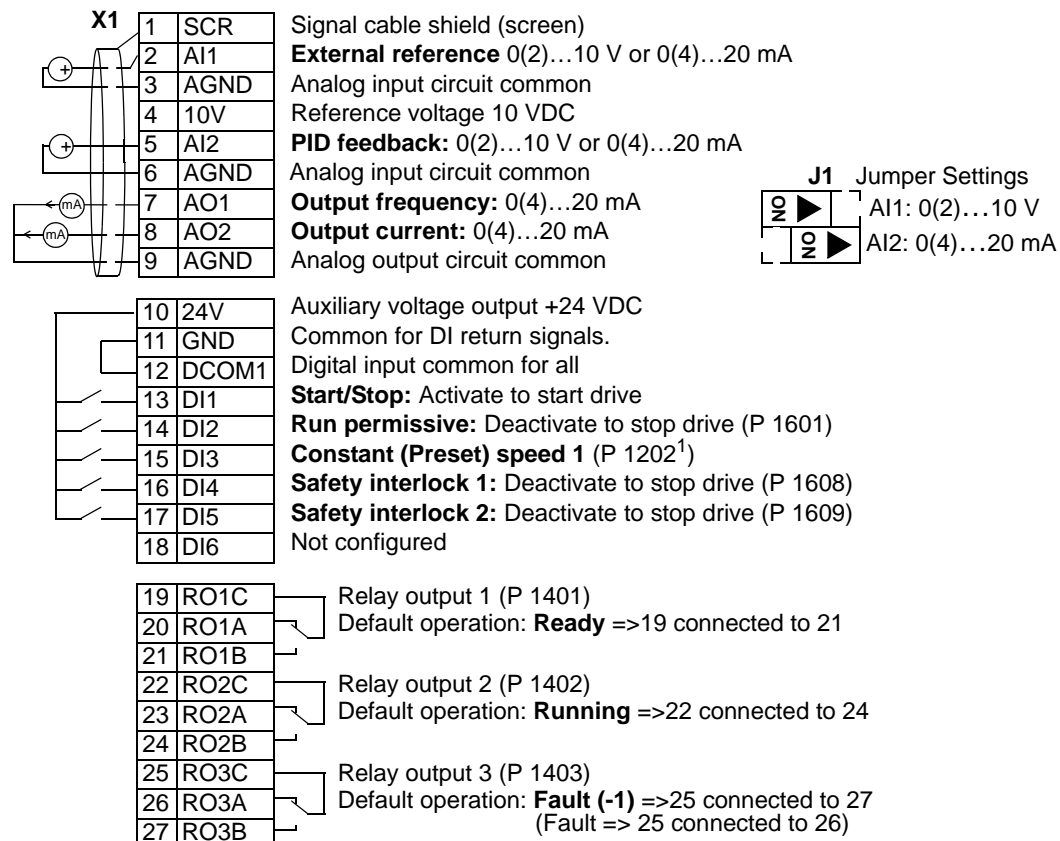 X1
1 SCR Signal cable shield (screen)
2 AI1 External reference 0(2)…10 V or 0(4)…20 mA
3 AGND Analog input circuit common
4 10V Reference voltage 10 VDC
5 AI2 PID feedback: 0(2)…10 V or 0(4)…20 mA
6 AGND Analog input circuit common
7 AO1 Output frequency: 0(4)…20 mA
8 AO2 Output current: 0(4)…20 mA
9 AGND Analog output circuit common
+
+
mA
mA
J1 Jumper Settings
ON AI1: 0(2)…10 V
ON AI2: 0(4)…20 mA
10 24V Auxiliary voltage output +24 VDC
11 GND Common for DI return signals.
12 DCOM1 Digital input common for all
13 DI1 Start/Stop: Activate to start drive
14 DI2 Run permissive: Deactivate to stop drive (P 1601)
15 DI3 Constant (Preset) speed 1 (P 1202¹)
16 DI4 Safety interlock 1: Deactivate to stop drive (P 1608)
17 DI5 Safety interlock 2: Deactivate to stop drive (P 1609)
18 DI6 Not configured
19 RO1C Relay output 1 (P 1401)
20 RO1A Default operation: Ready =>19 connected to 21
21 RO1B
22 RO2C Relay output 2 (P 1402)
23 RO2A Default operation: Running =>22 connected to 24
24 RO2B
25 RO3C Relay output 3 (P 1403)
26 RO3A Default operation: Fault (-1) =>25 connected to 27
27 RO3B (Fault => 25 connected to 26)